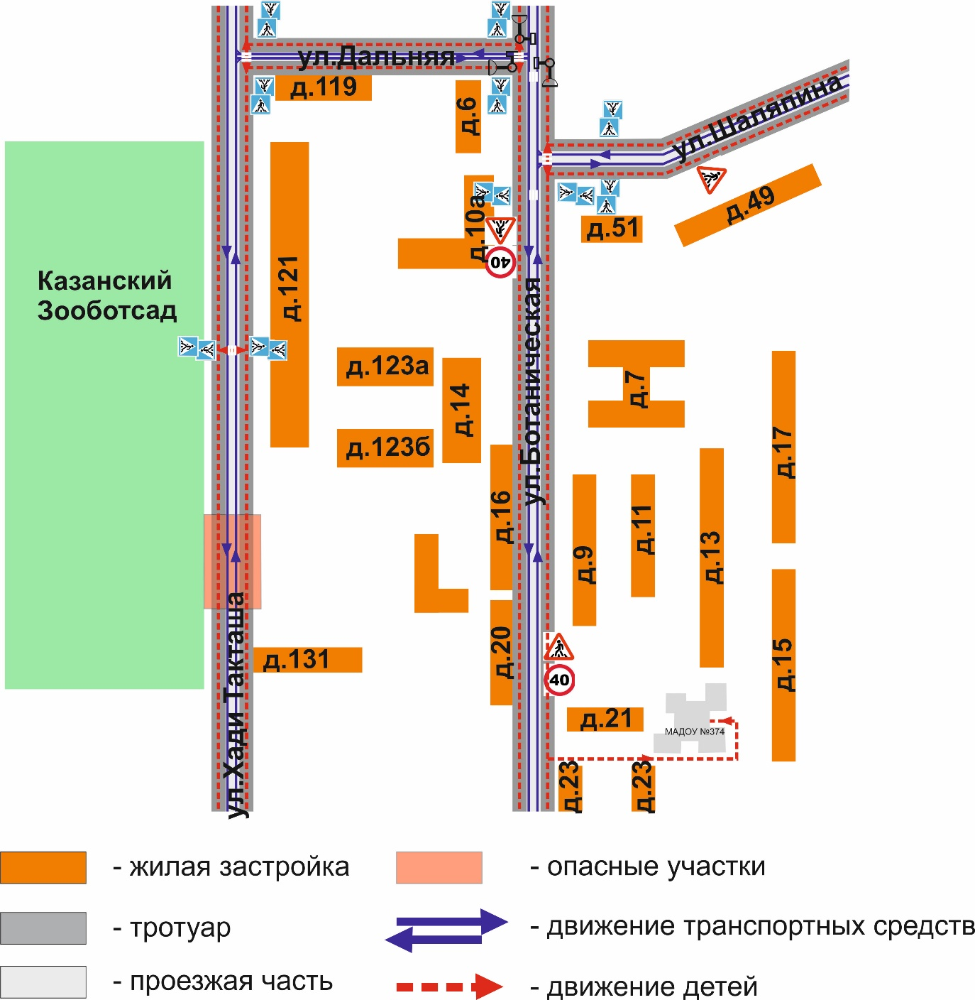 ул.Дальняя
д.119
д.6
ул.Шаляпина
д.49
д.51
д.10а
40
д.121
Казанский
Зооботсад
ул.Ботаническая
д.123а
д.14
д.7
д.123б
д.17
д.16
д.11
д.9
д.13
ул.Хади Такташа
д.131
д.20
40
д.15
д.21
МАДОУ №374
д.23
д.23
- жилая застройка
- опасные участки
- тротуар
- движение транспортных средств
- проезжая часть
- движение детей